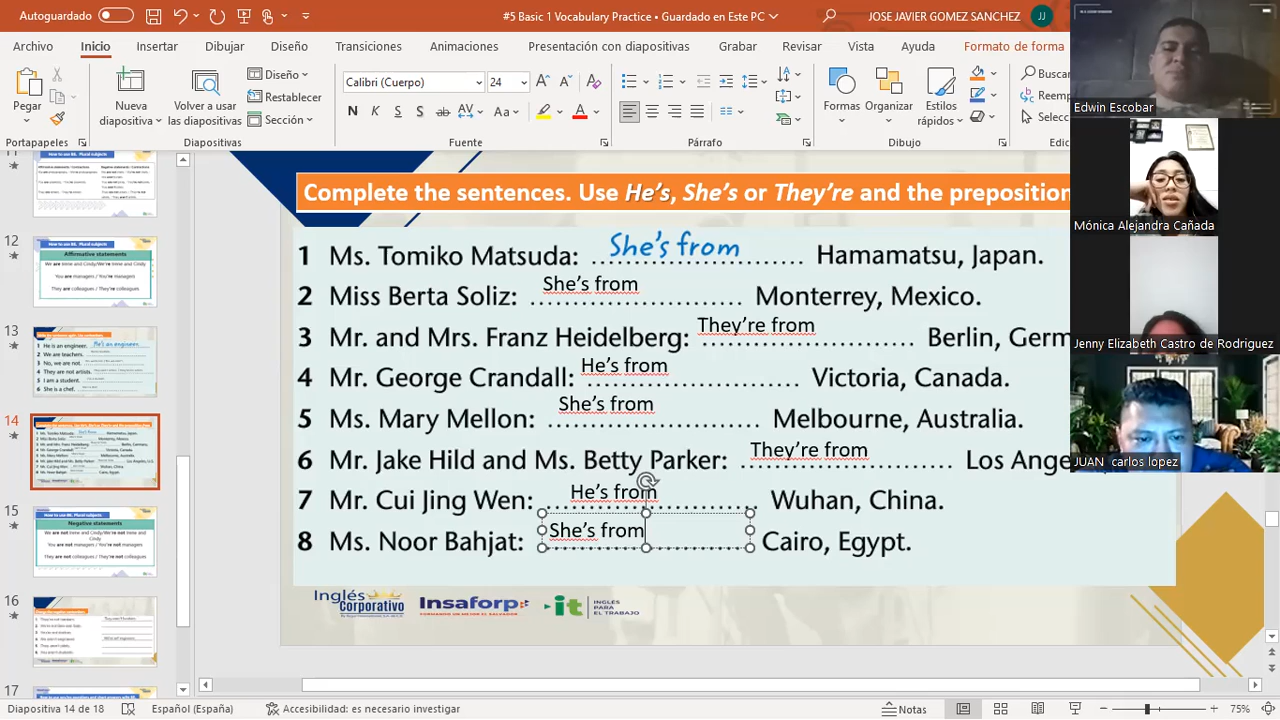 Autoguardado
#5 Basic 1 Vocabulary Practice • Guardado en Este PC
JOSE JAVIER GOMEZ SANCHEZ
JJ
Archivo Inicio Insertar Dibujar Diseño Transiciones Animaciones Presentación con diapositivas Grabar Revisar Vista Ayuda Formato de forma
Pegar
Nueva diapositiva
Volver a usar las diapositivas
Diseño
Restablecer
Sección
Calibri (Cuerpo) 24
N K S ab AV Aa A
Formas
Organizar
Estilos rápidos
Buscar
Reemp
Selecc
Portapapeles Diapositivas Fuente Párrafo Dibujo Edic
Edwin Escobar
Mónica Alejandra Cañada
Jenny Elizabeth Castro de Rodriguez
JUAN carlos lopez
11
12
Affirmative statements
13
14
15
Negative statements
16
17
Complete the sentences. Use He's, She's or They're and the preposition
1 Ms. Tomiko Matsuda: She's from Hamamatsu, Japan.
2 Miss Berta Soliz: She's from Monterrey, Mexico.
3 Mr. and Mrs. Franz Heidelberg: They're from Berlin, Germ
4 Mr. George Crandall: He's from Victoria, Canada.
5 Ms. Mary Mellon: She's from Melbourne, Australia.
6 Mr. Jake Hild and Ms. Betty Parker: They're from Los Ange
7 Mr. Cui Jing Wen: He's from Wuhan, China.
8 Ms. Noor Bahjat: She's from Cairo, Egypt.
Inglés Corporativo
Insaforp
it
INGLÉS PARA EL TRABAJO
Diapositiva 14 de 18
Español (España)
Accesibilidad: es necesario investigar
Notas
75%